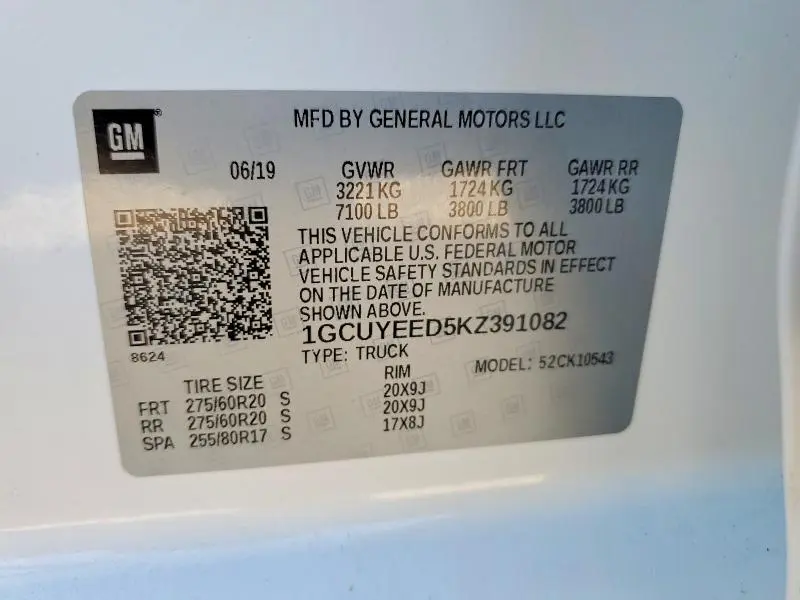 GM
MFD BY GENERAL MOTORS LLC
06/19 GVWR GAWR FRT GAWR RR
3221 KG 1724 KG 1724 KG
7100 LB 3800 LB 3800 LB
THIS VEHICLE CONFORMS TO ALL
APPLICABLE U.S. FEDERAL MOTOR
VEHICLE SAFETY STANDARDS IN EFFECT
ON THE DATE OF MANUFACTURE
SHOWN ABOVE.
8624
1GCUYEED5KZ391082
TYPE: TRUCK MODEL: 52CK10543
TIRE SIZE RIM
FRT 275/60R20 S 20X9J
RR 275/60R20 S 20X9J
SPA 255/80R17 S 17X8J